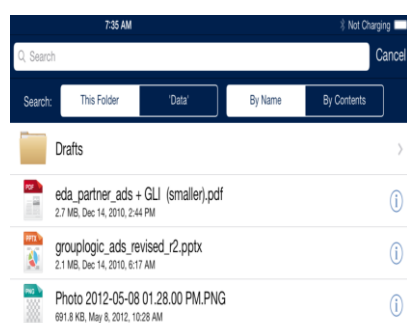 7:35 AM Not Charging
Search Cancel
Search: This Folder 'Data' By Name By Contents
Drafts
PDF
eda_partner_ads + GLI (smaller).pdf
2.7 MB, Dec 14, 2010, 2:44 PM
PPTX
grouplogic_ads_revised_r2.pptx
2.1 MB, Dec 14, 2010, 6:17 AM
PNG
Photo 2012-05-08 01.28.00 PM.PNG
691.8 KB, May 8, 2012, 10:28 AM